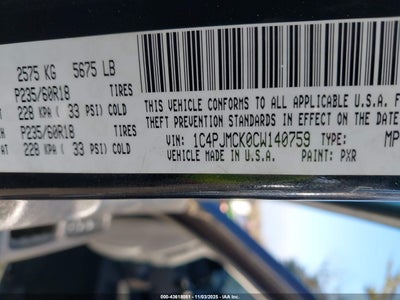 2575 KG 5675 LB
P235/60R18 TIRES
228 KPA ( 33 PSI) COLD
P235/60R18 TIRES
228 KPA ( 33 PSI) COLD
THIS VEHICLE CONFORMS TO ALL APPLICABLE U.S.A. F
THEFT PREVENTION STANDARDS IN EFFECT ON THE DATE
VIN: 1C4PJMCK0CW140759 TYPE: MP
VEHICLE MADE IN U.S.A. PAINT: PXR
000-43618081 - 11/03/2025 - IAA Inc.